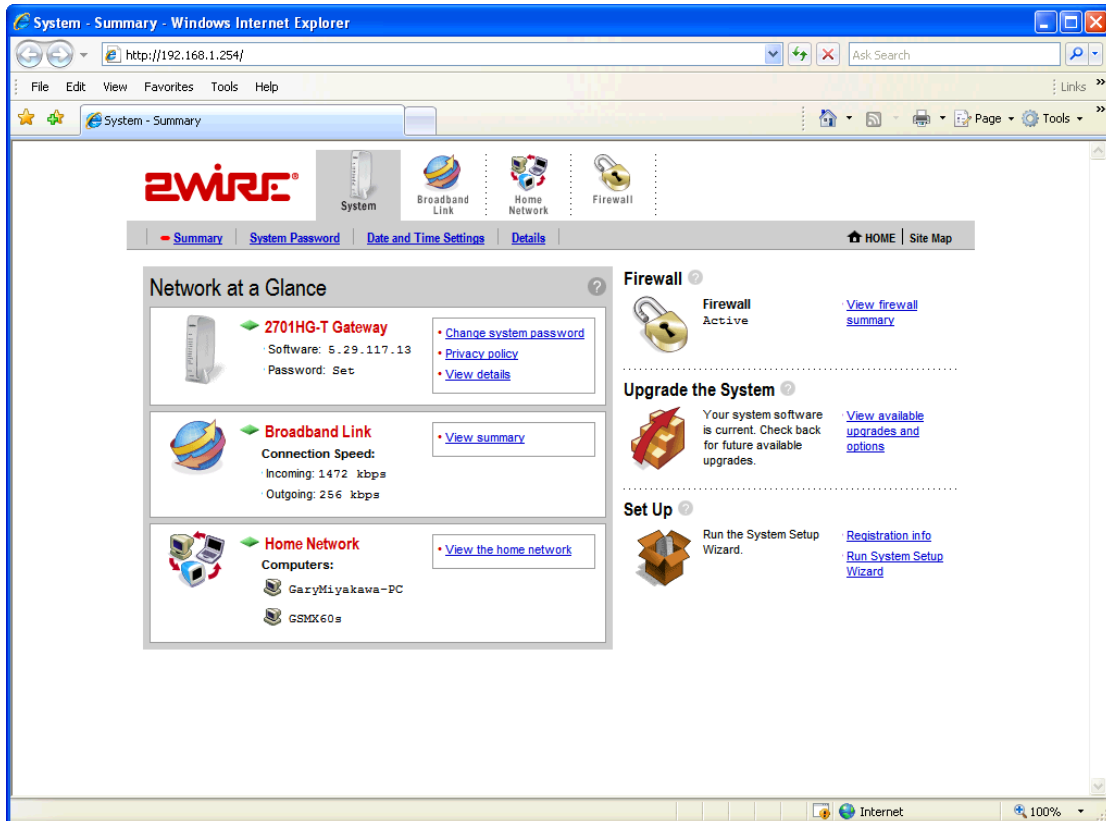 System - Summary - Windows Internet Explorer
http://192.168.1.254/
Ask Search
File Edit View Favorites Tools Help
Links »
System - Summary
Page Tools »
2WIRE®
System
Broadband Link
Home Network
Firewall
Summary System Password Date and Time Settings Details
HOME Site Map
Network at a Glance ?
2701HG-T Gateway
Software: 5.29.117.13
Password: Set
Change system password
Privacy policy
View details
Broadband Link
Connection Speed:
Incoming: 1472 kbps
Outgoing: 256 kbps
View summary
Home Network
Computers:
GaryMiyakawa-PC
GSMX60s
View the home network
Firewall ?
Firewall
Active
View firewall
summary
Upgrade the System ?
Your system software
is current. Check back
for future available
upgrades.
View available
upgrades and
options
Set Up ?
Run the System Setup
Wizard.
Registration info
Run System Setup
Wizard
Internet
100%